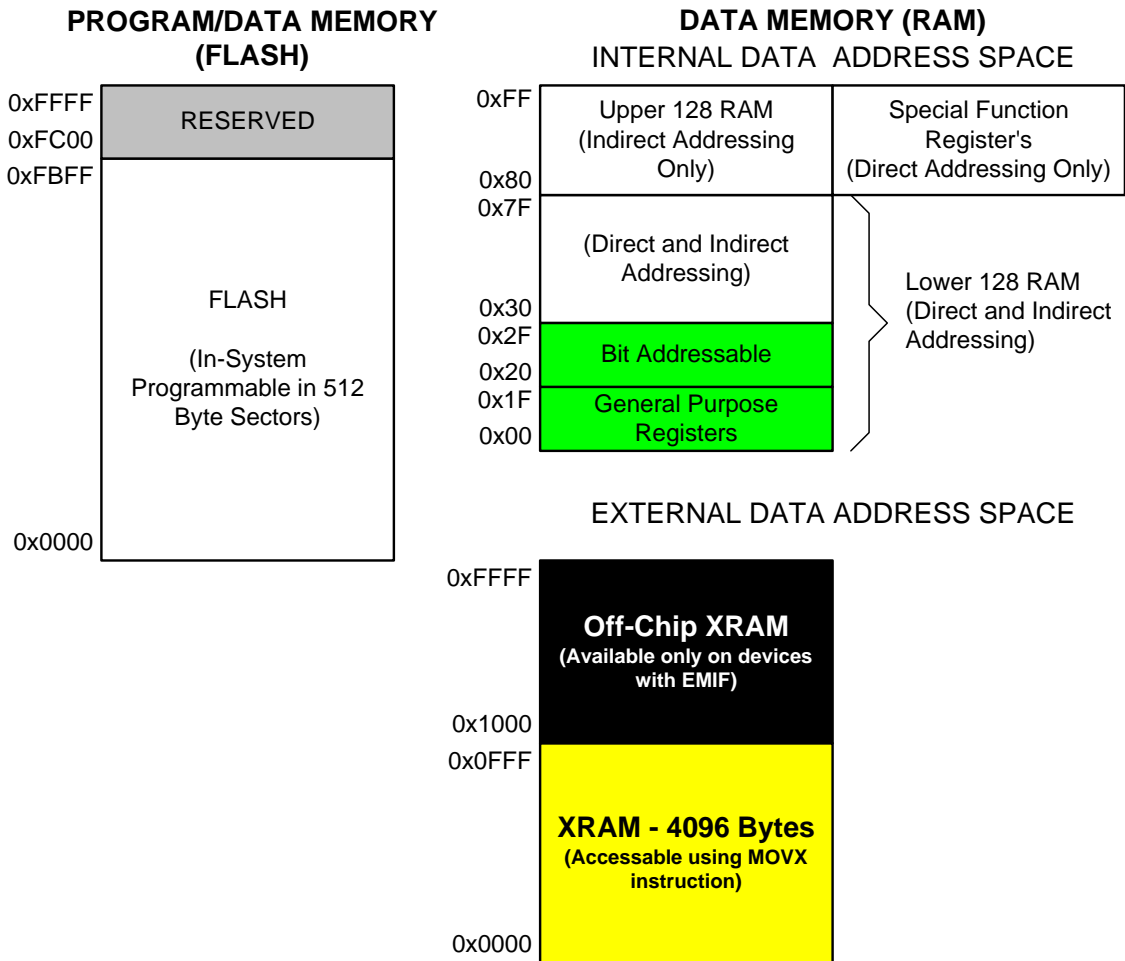 PROGRAM/DATA MEMORY
(FLASH)
0xFFFF
RESERVED
0xFC00
0xFBFF
FLASH
(In-System
Programmable in 512
Byte Sectors)
0x0000
DATA MEMORY (RAM)
INTERNAL DATA ADDRESS SPACE
0xFF
Upper 128 RAM
(Indirect Addressing
Only)
0x80
Special Function
Register's
(Direct Addressing Only)
0x7F
(Direct and Indirect
Addressing)
0x30
0x2F
Bit Addressable
0x20
0x1F
General Purpose
Registers
0x00
Lower 128 RAM
(Direct and Indirect
Addressing)
EXTERNAL DATA ADDRESS SPACE
0xFFFF
Off-Chip XRAM
(Available only on devices
with EMIF)
0x1000
0x0FFF
XRAM - 4096 Bytes
(Accessable using MOVX
instruction)
0x0000